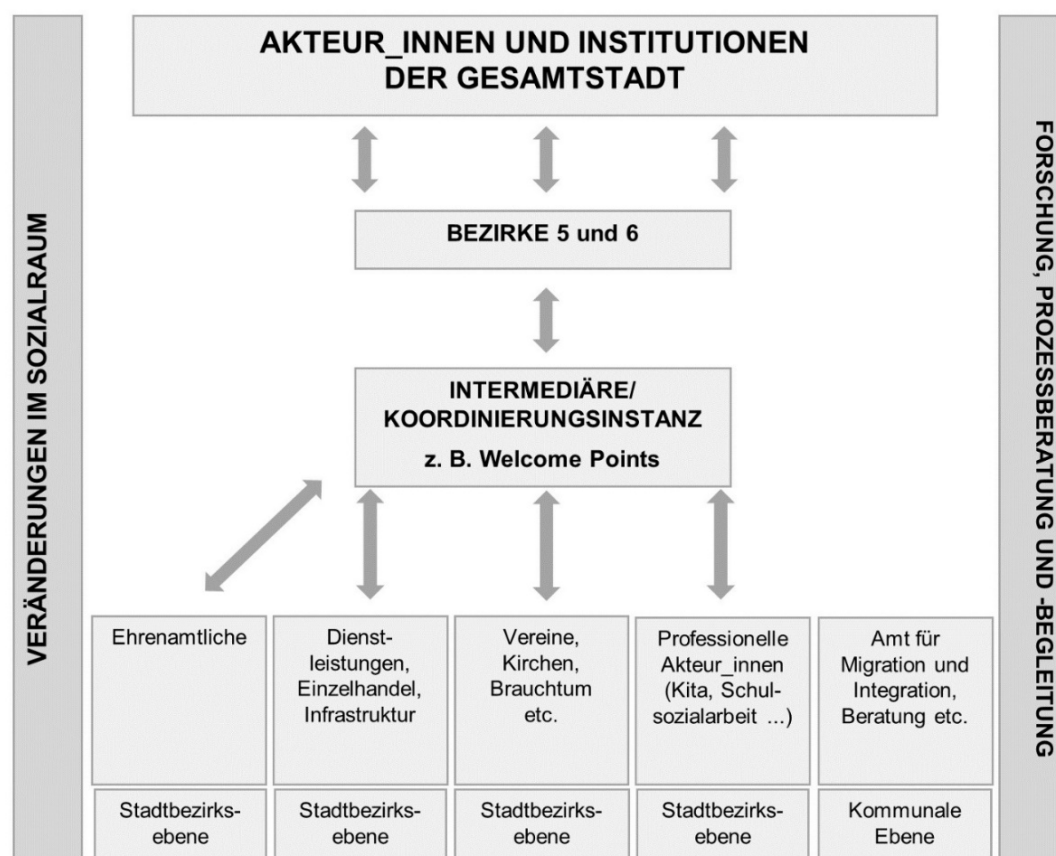 VERÄNDERUNGEN IM SOZIALRAUM
AKTEUR_INNEN UND INSTITUTIONEN
DER GESAMTSTADT
BEZIRKE 5 und 6
INTERMEDIÄRE/
KOORDINIERUNGSINSTANZ
z. B. Welcome Points
Ehrenamtliche
Dienst-
leistungen,
Einzelhandel,
Infrastruktur
Vereine,
Kirchen,
Brauchtum
etc.
Professionelle
Akteur_innen
(Kita, Schul-
sozialarbeit ...)
Amt für
Migration und
Integration,
Beratung etc.
Stadtbezirks-
ebene
Stadtbezirks-
ebene
Stadtbezirks-
ebene
Stadtbezirks-
ebene
Kommunale
Ebene
FORSCHUNG, PROZESSBERATUNG UND -BEGLEITUNG